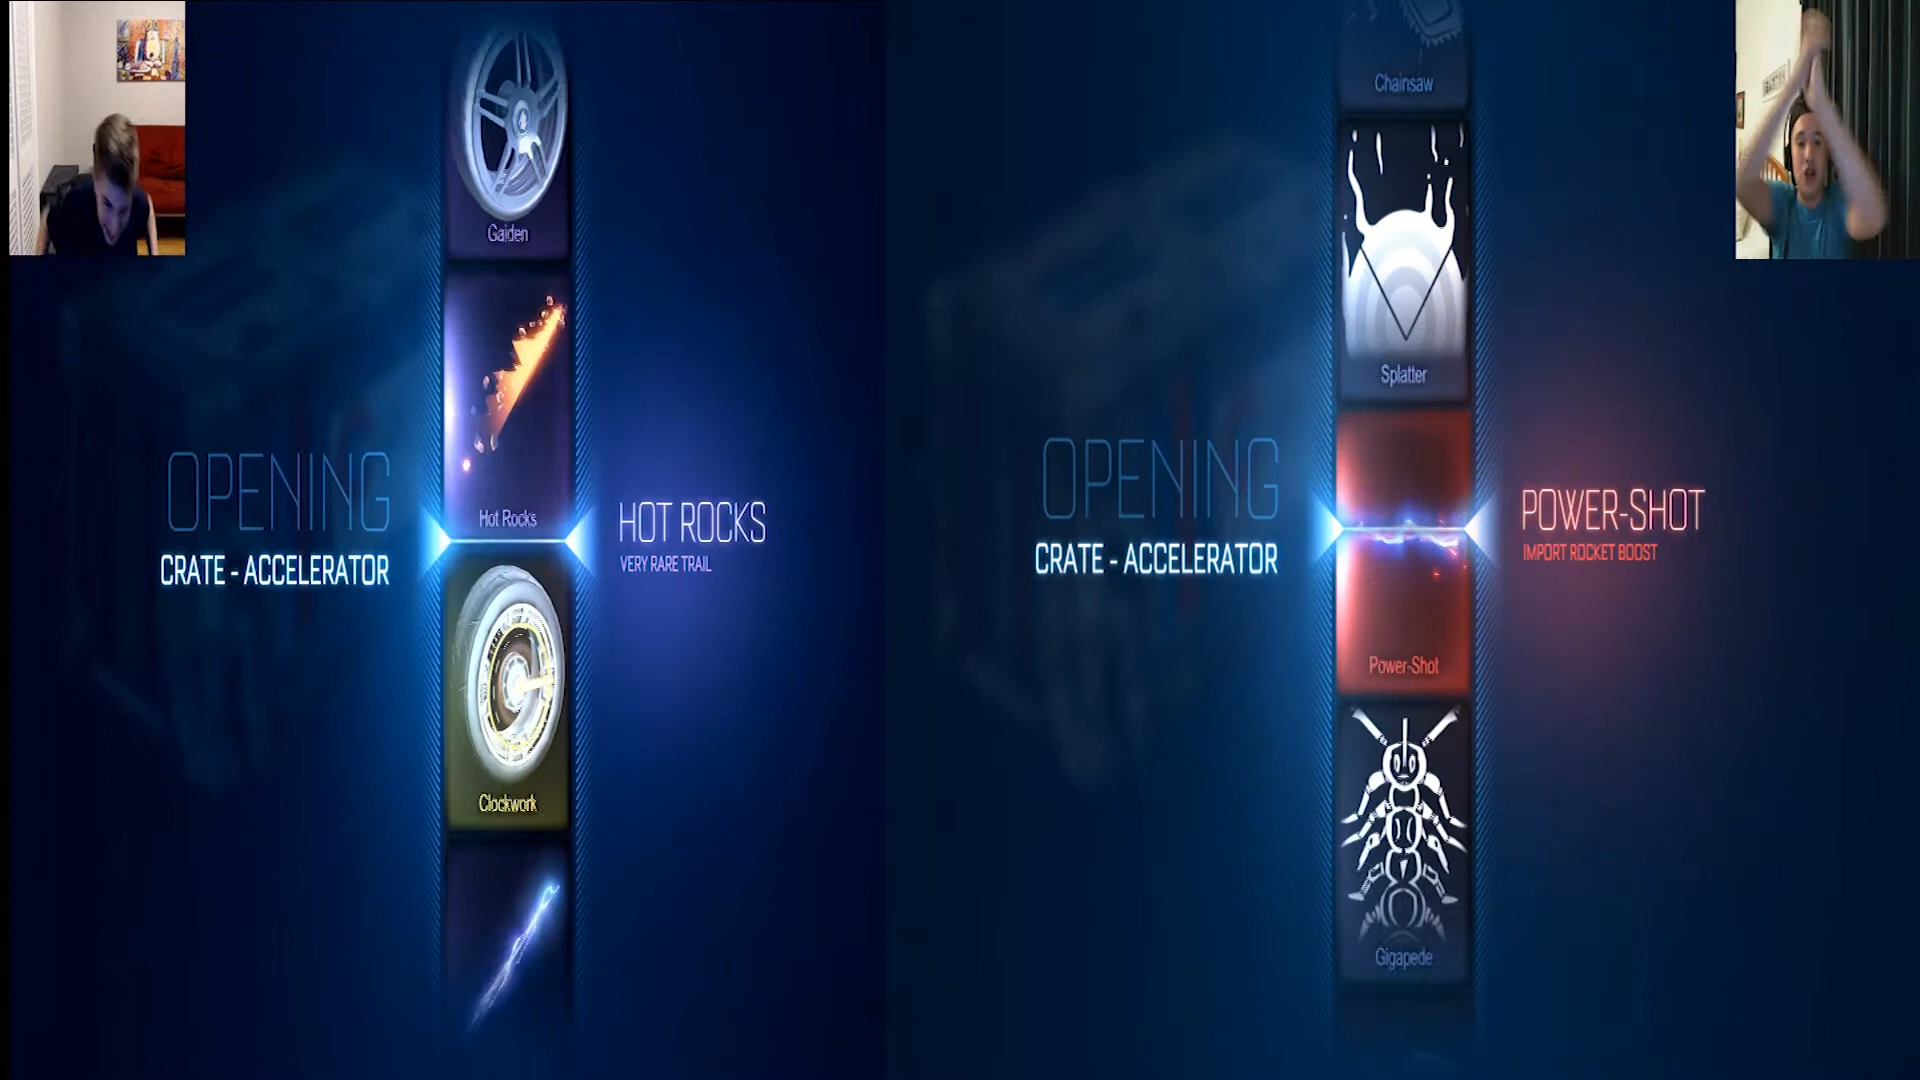 Gaiden
Hot Rocks
OPENING
CRATE - ACCELERATOR
HOT ROCKS
VERY RARE TRAIL
Clockwork
Chainsaw
Splatter
OPENING
CRATE - ACCELERATOR
POWER-SHOT
IMPORT ROCKET BOOST
Power-Shot
Gigapede